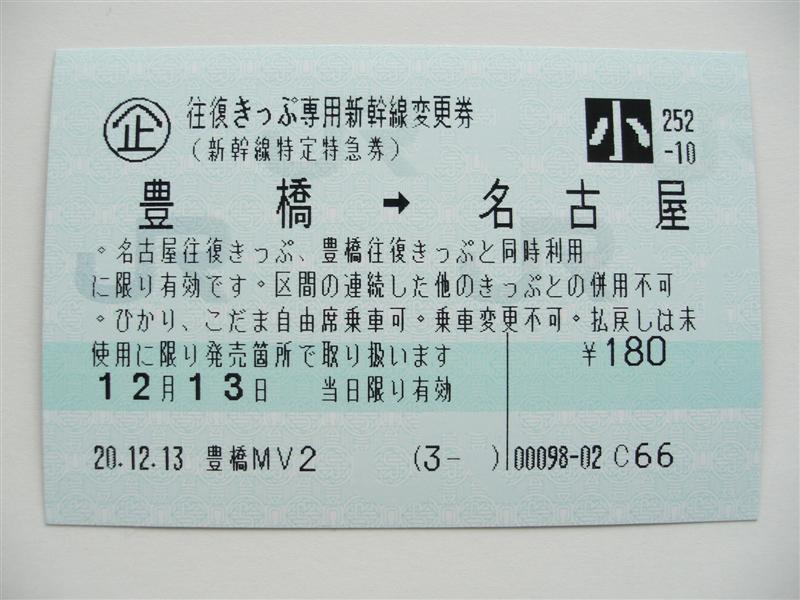 企 往復きっぷ専用新幹線変更券 小 252
(新幹線特定特急券) -10
豊橋 → 名古屋
。名古屋往復きっぷ、豊橋往復きっぷと同時利用
に限り有効です。区間の連続した他のきっぷとの併用不可
。ひかり、こだま自由席乗車可。乗車変更不可。払戻しは未
使用に限り発売箇所で取り扱います ¥180
12月13日 当日限り有効
20.12.13 豊橋MV2 (3- ) 00098-02 C66